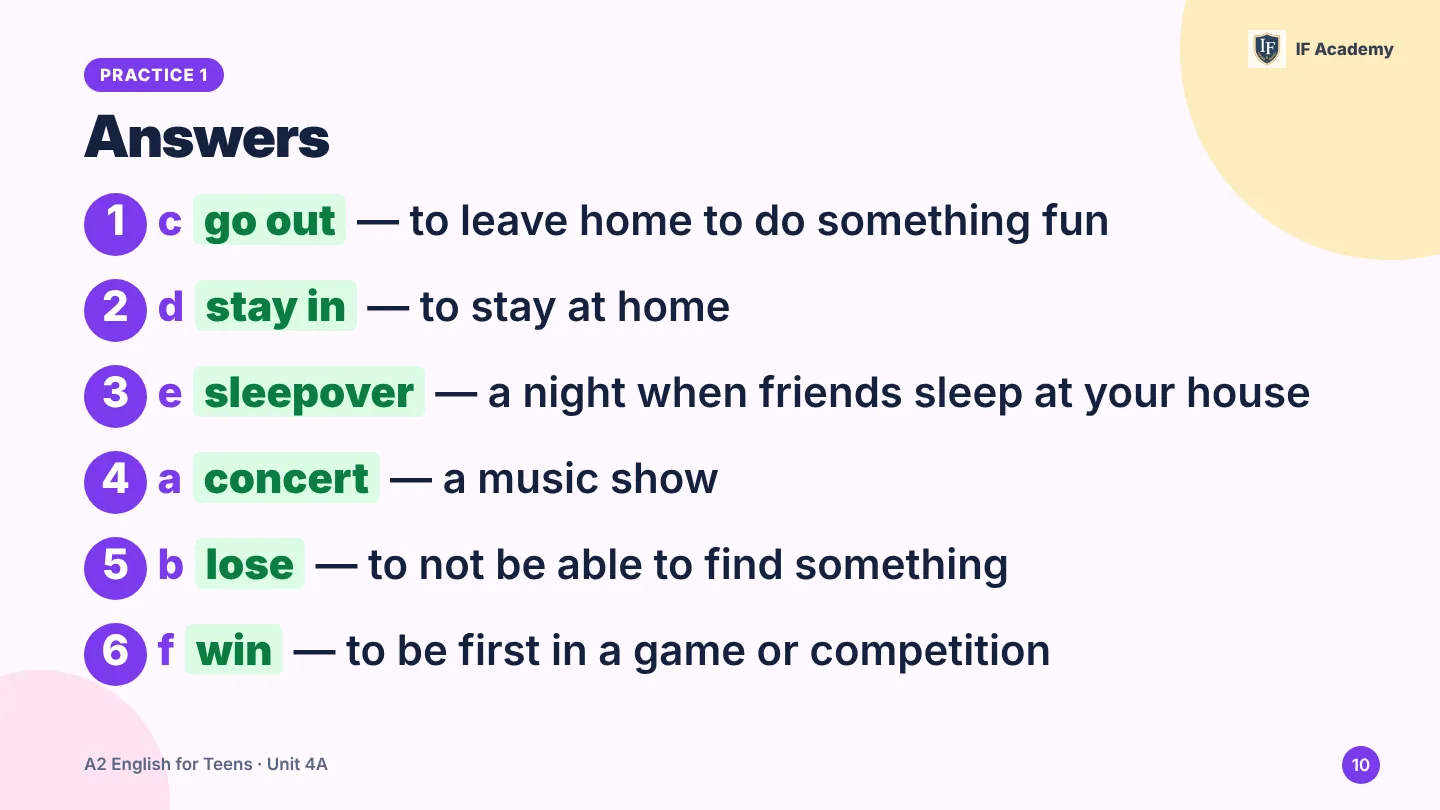 IF
IF Academy
PRACTICE 1
Answers
1 c go out — to leave home to do something fun
2 d stay in — to stay at home
3 e sleepover — a night when friends sleep at your house
4 a concert — a music show
5 b lose — to not be able to find something
6 f win — to be first in a game or competition
A2 English for Teens · Unit 4A
10